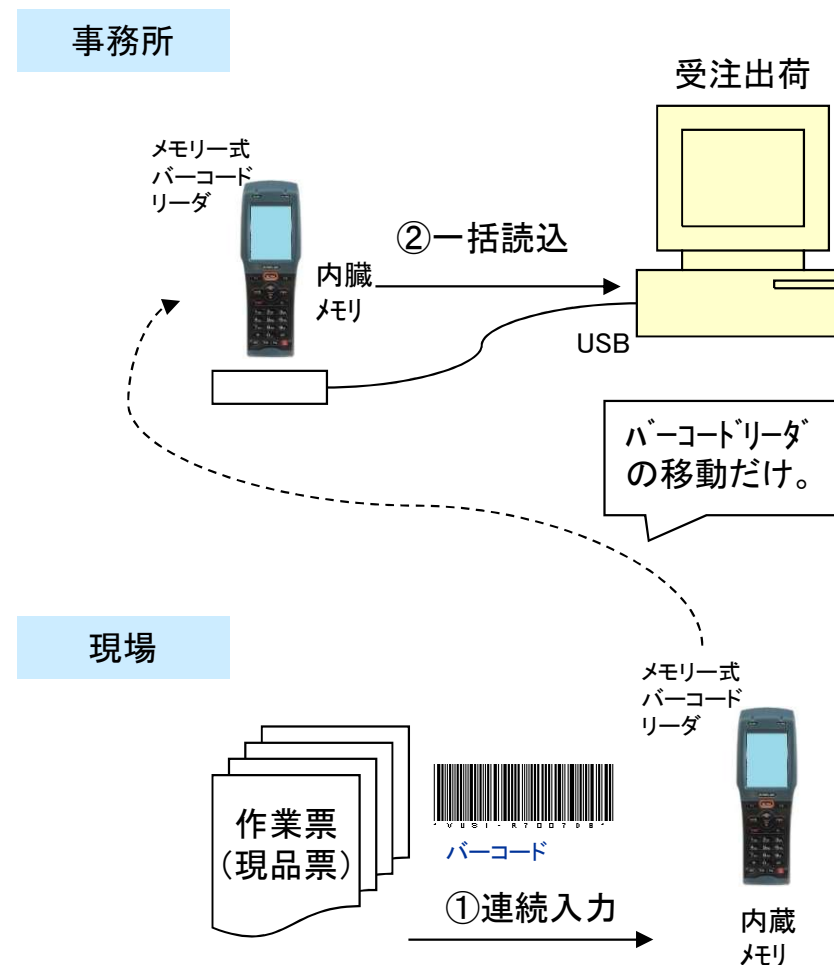 事務所
受注出荷
メモリー式
バーコード
リーダ
②一括読込
内臓
ﾒﾓﾘ
USB
ﾊﾞｰｺｰﾄﾞﾘｰﾀﾞ
の移動だけ。
現場
メモリー式
バーコード
リーダ
作業票
(現品票)
バーコード
①連続入力
内蔵
ﾒﾓﾘ